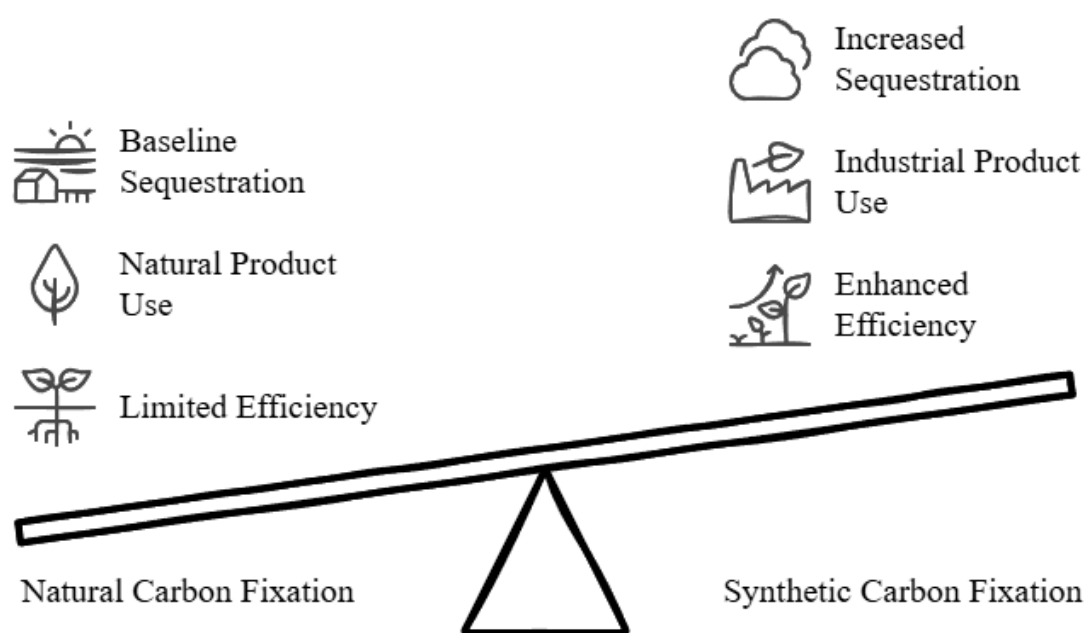 Baseline
Sequestration
Natural Product
Use
Limited Efficiency
Increased
Sequestration
Industrial Product
Use
Enhanced
Efficiency
Natural Carbon Fixation
Synthetic Carbon Fixation